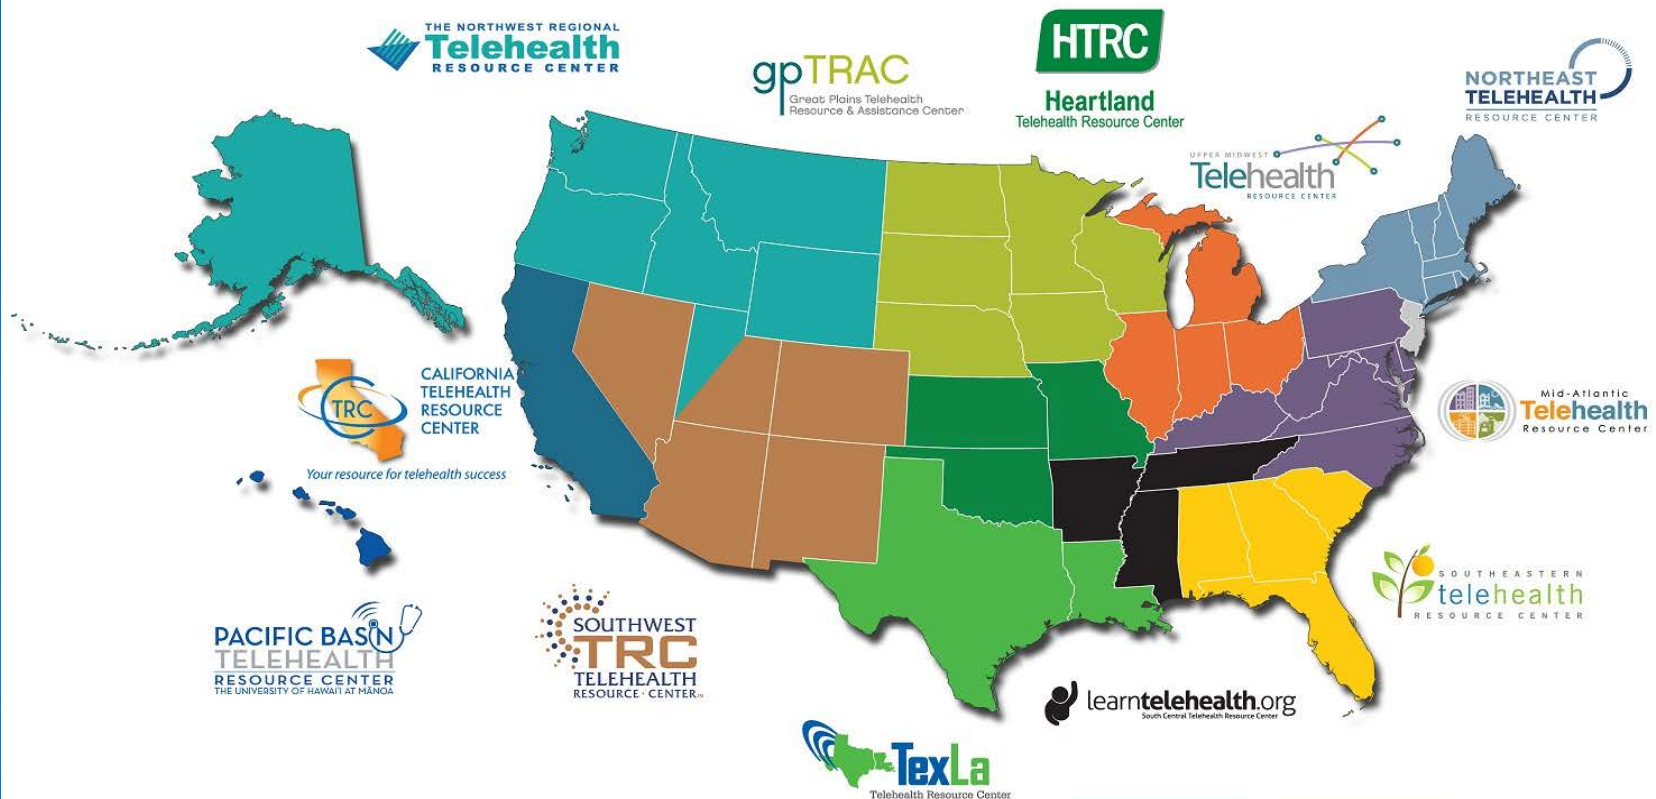 THE NORTHWEST REGIONAL
Telehealth
RESOURCE CENTER
gpTRAC
Great Plains Telehealth
Resource & Assistance Center
HTRC
Heartland
Telehealth Resource Center
NORTHEAST
TELEHEALTH
RESOURCE CENTER
UPPER MIDWEST
Telehealth
RESOURCE CENTER
TRC
CALIFORNIA
TELEHEALTH
RESOURCE
CENTER
Your resource for telehealth success
Mid-Atlantic
Telehealth
Resource Center
SOUTHEASTERN
telehealth
RESOURCE CENTER
PACIFIC BASIN
TELEHEALTH
RESOURCE CENTER
THE UNIVERSITY OF HAWAI'I AT MĀNOA
SOUTHWEST
TRC
TELEHEALTH
RESOURCE · CENTER
learntelehealth.org
South Central Telehealth Resource Center
TexLa
Telehealth Resource Center